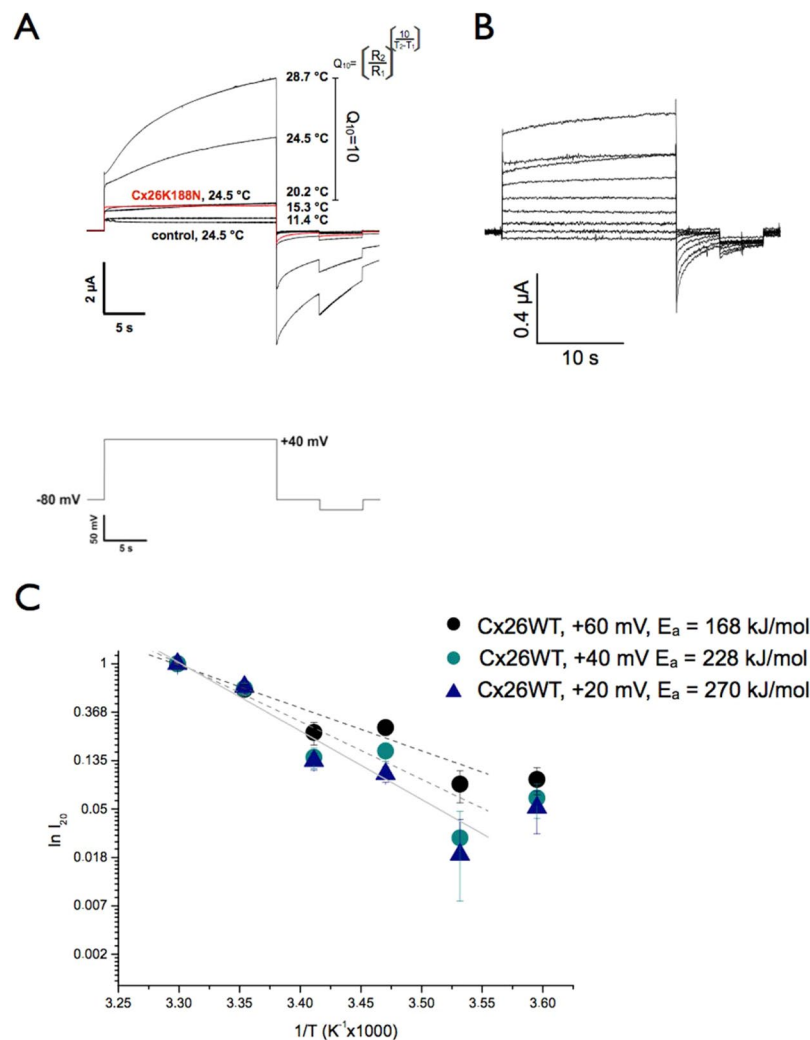 A
B
Q10= [R2/R1] [10/T2-T1]
28.7 °C
24.5 °C
Q10=10
20.2 °C
Cx26K188N, 24.5 °C
15.3 °C
11.4 °C
control, 24.5 °C
2 µA
5 s
0.4 µA
10 s
+40 mV
-80 mV
50 mV
5 s
C
Cx26WT, +60 mV, Ea = 168 kJ/mol
Cx26WT, +40 mV Ea = 228 kJ/mol
Cx26WT, +20 mV, Ea = 270 kJ/mol
1
0.368
0.135
0.05
0.018
0.007
0.002
ln I20
3.25 3.30 3.35 3.40 3.45 3.50 3.55 3.60
1/T (K-1x1000)